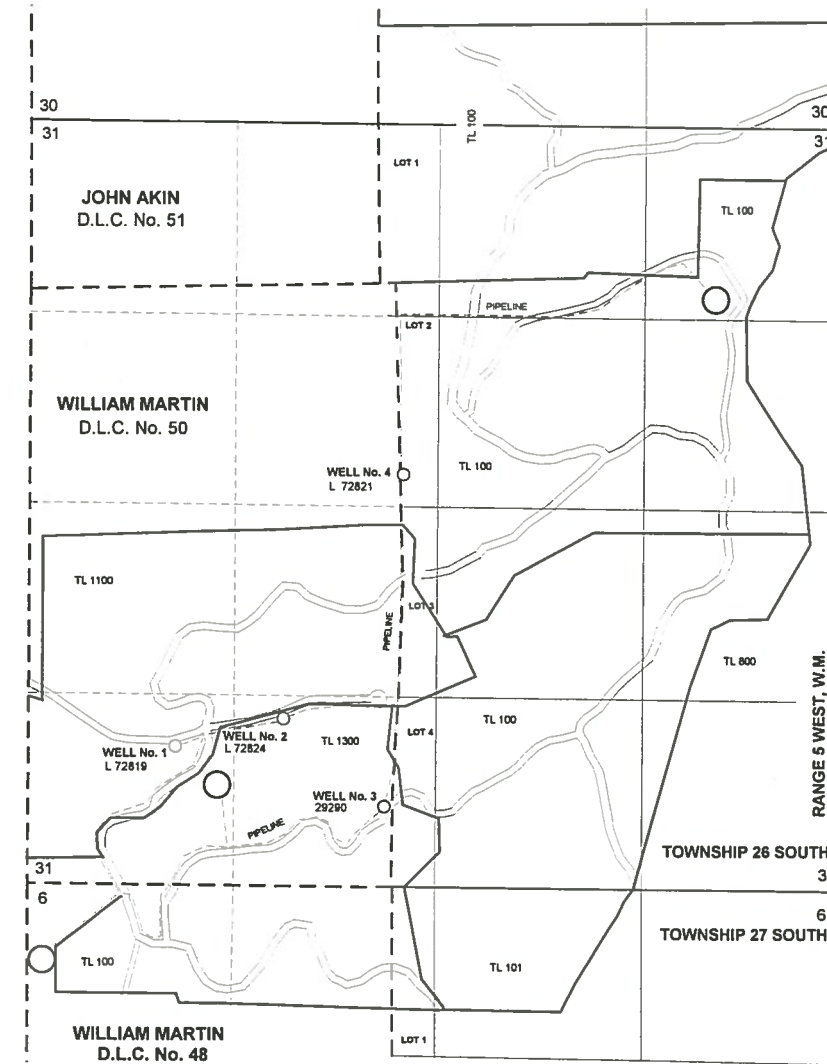 30
31
TL 100
30
31
LOT 1
JOHN AKIN
D.L.C. No. 51
TL 100
PIPELINE
LOT 2
WILLIAM MARTIN
D.L.C. No. 50
WELL No. 4
L 72821
TL 100
TL 1100
LOT 3
PIPELINE
TL 800
RANGE 5 WEST, W.M.
TL 100
LOT 4
WELL No. 2
L 72824
TL 1300
WELL No. 1
L 72819
WELL No. 3
29290
PIPELINE
TOWNSHIP 26 SOUTH
31
6
3
6
TOWNSHIP 27 SOUTH
TL 100
TL 101
WILLIAM MARTIN
D.L.C. No. 48
LOT 1